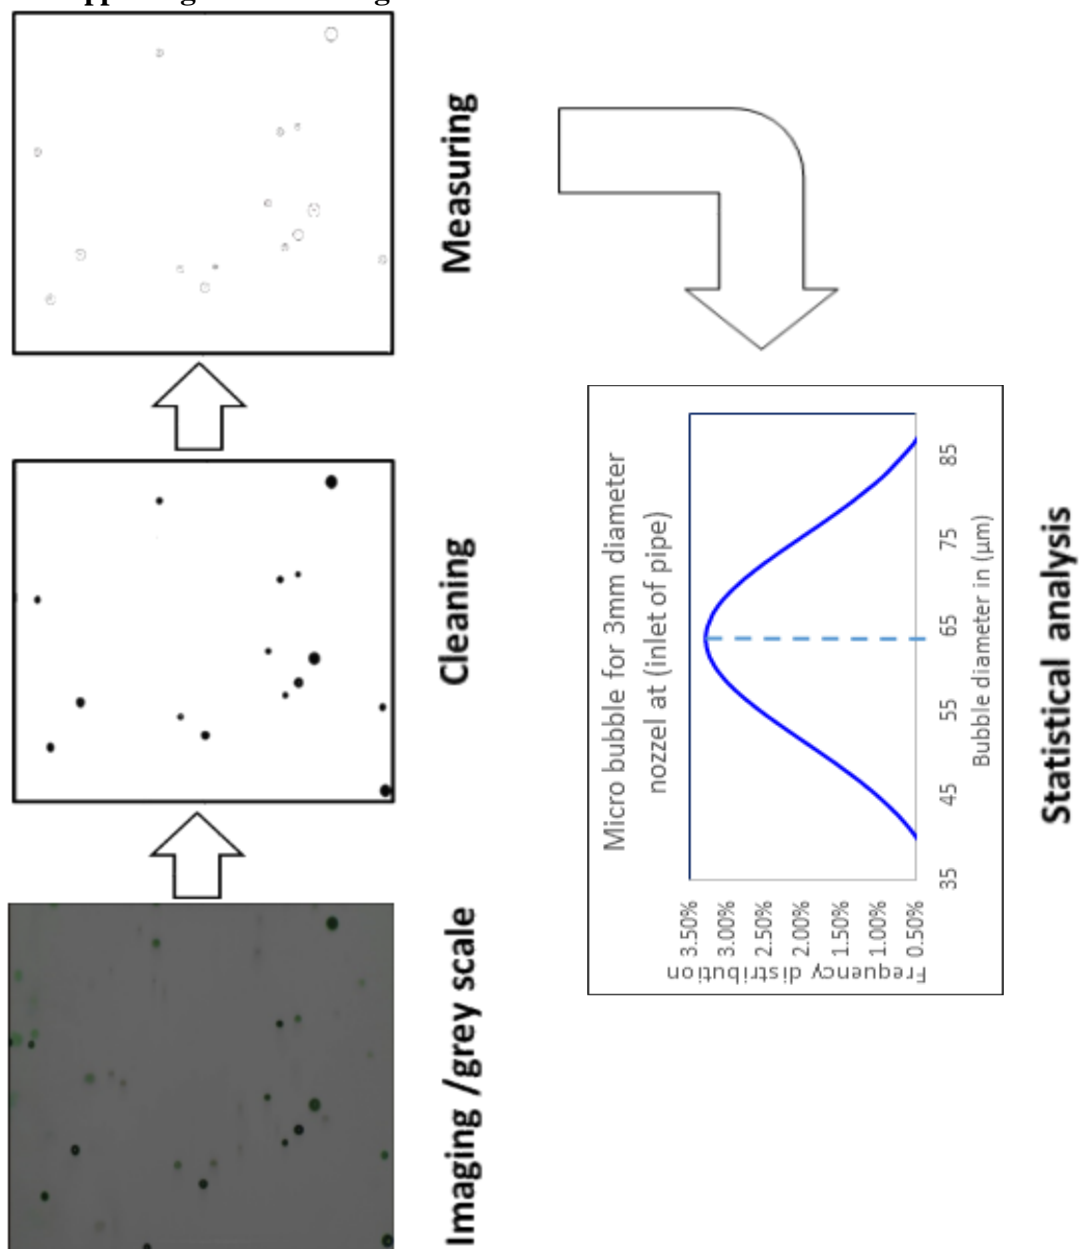 Imaging /grey scale
Cleaning
Measuring
Micro bubble for 3mm diameter
nozzel at (inlet of pipe)
Frequency distribution
3.50%
3.00%
2.50%
2.00%
1.50%
1.00%
0.50%
35 45 55 65 75 85
Bubble diameter in (μm)
Statistical analysis